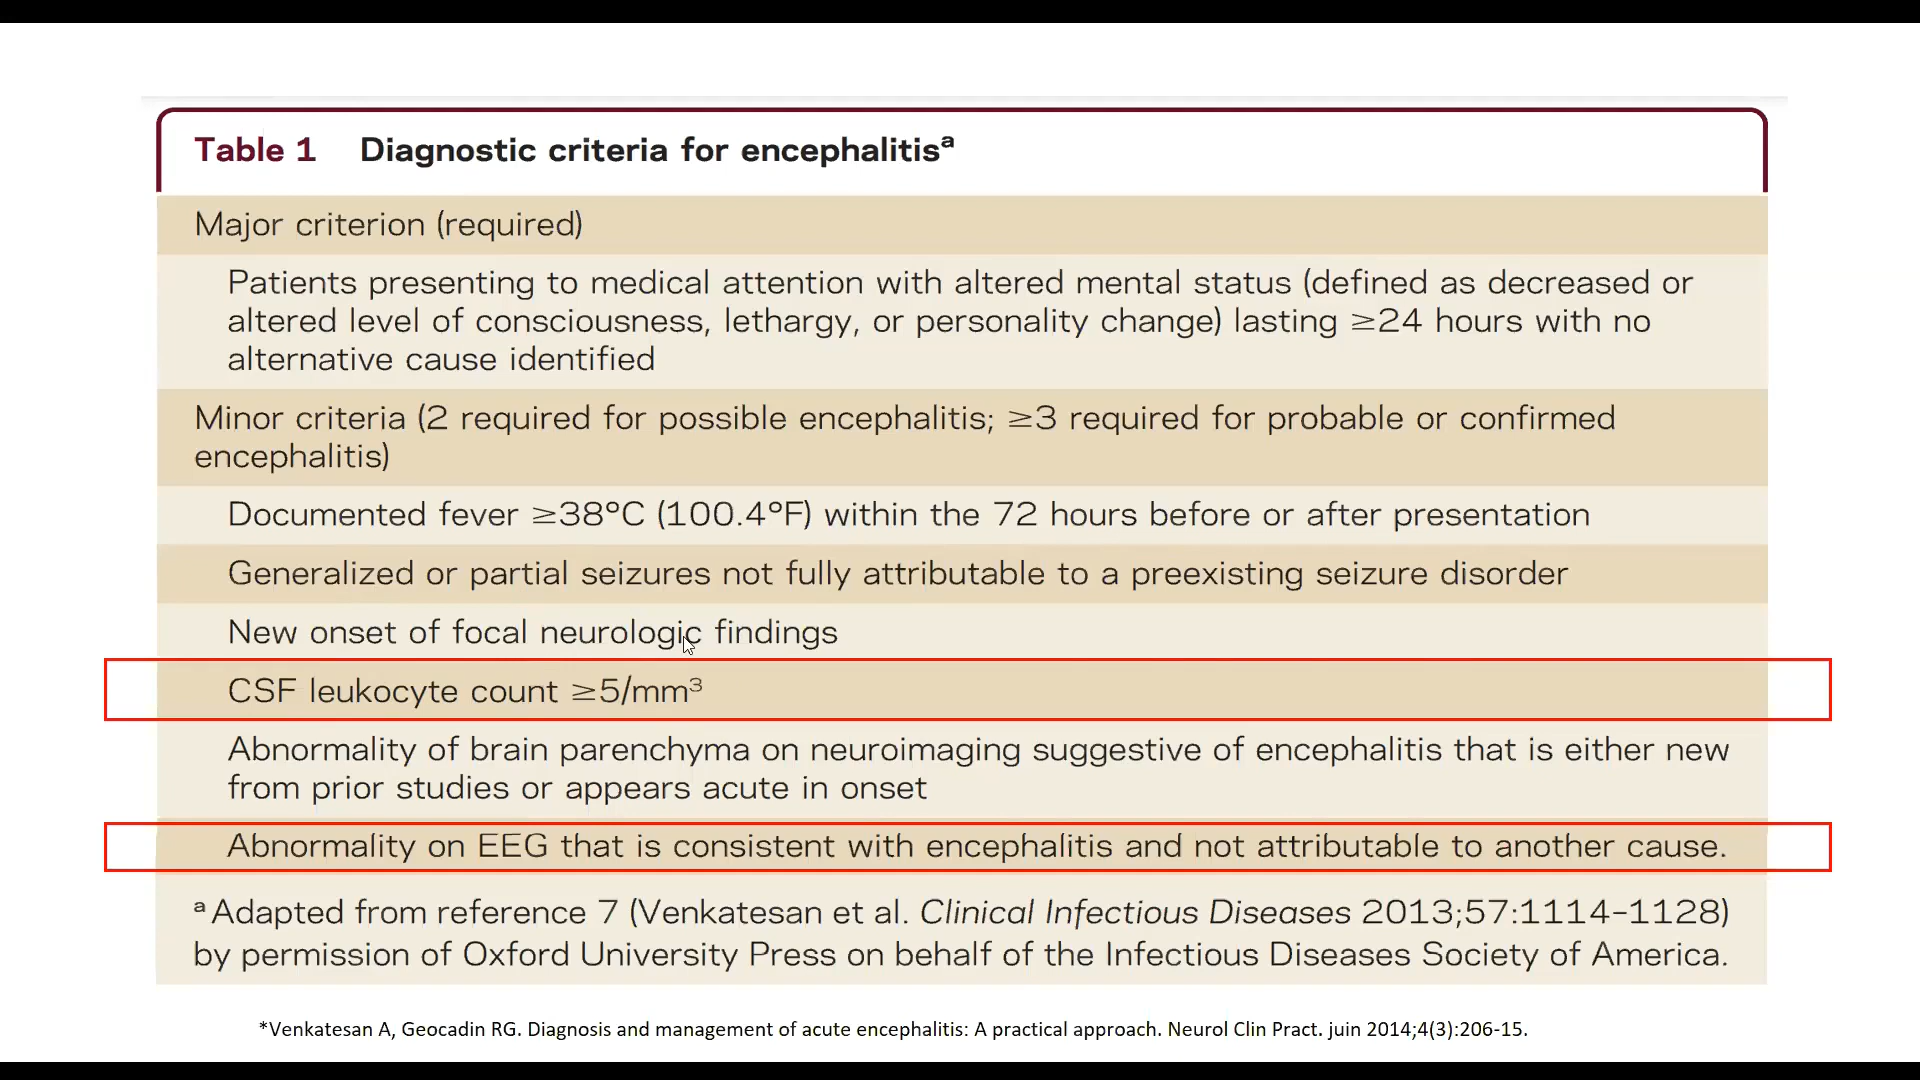 Table 1 Diagnostic criteria for encephalitisᵃ
Major criterion (required)
Patients presenting to medical attention with altered mental status (defined as decreased or
altered level of consciousness, lethargy, or personality change) lasting ≥24 hours with no
alternative cause identified
Minor criteria (2 required for possible encephalitis; ≥3 required for probable or confirmed
encephalitis)
Documented fever ≥38°C (100.4°F) within the 72 hours before or after presentation
Generalized or partial seizures not fully attributable to a preexisting seizure disorder
New onset of focal neurologic findings
CSF leukocyte count ≥5/mm³
Abnormality of brain parenchyma on neuroimaging suggestive of encephalitis that is either new
from prior studies or appears acute in onset
Abnormality on EEG that is consistent with encephalitis and not attributable to another cause.
ᵃ Adapted from reference 7 (Venkatesan et al. Clinical Infectious Diseases 2013;57:1114–1128)
by permission of Oxford University Press on behalf of the Infectious Diseases Society of America.
*Venkatesan A, Geocadin RG. Diagnosis and management of acute encephalitis: A practical approach. Neurol Clin Pract. juin 2014;4(3):206-15.